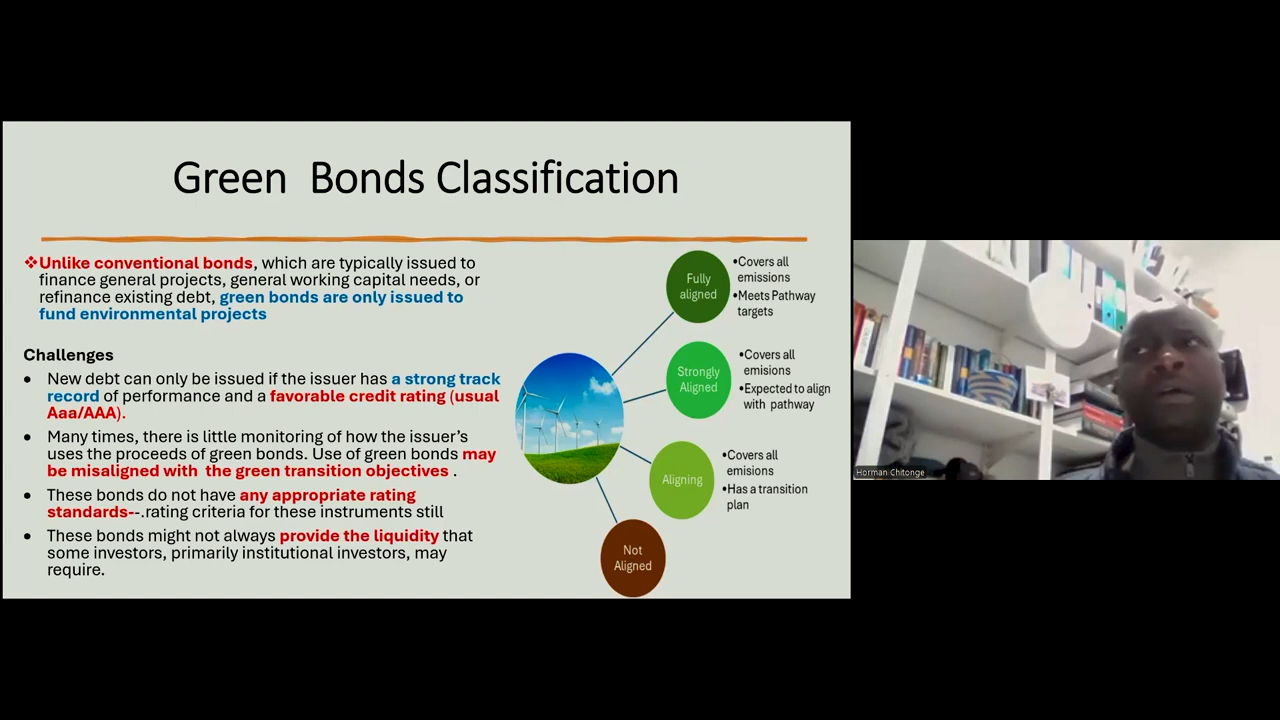 Green  Bonds Classification
❖Unlike conventional bonds, which are typically issued to
finance general projects, general working capital needs, or
refinance existing debt, green bonds are only issued to
fund environmental projects
Challenges
• New debt can only be issued if the issuer has a strong track
record of performance and a favorable credit rating (usual
Aaa/AAA).
• Many times, there is little monitoring of how the issuer’s
uses the proceeds of green bonds. Use of green bonds may
be misaligned with  the green transition objectives .
• These bonds do not have any appropriate rating
standards--.rating criteria for these instruments still
• These bonds might not always provide the liquidity that
some investors, primarily institutional investors, may
require.
Fully
aligned
•Covers all
emissions
•Meets Pathway
targets
Strongly
Aligned
•Covers all
emisions
•Expected to align
with  pathway
Aligning
•Covers all
emisions
•Has a transition
plan
Not
Aligned
Horman Chitonge